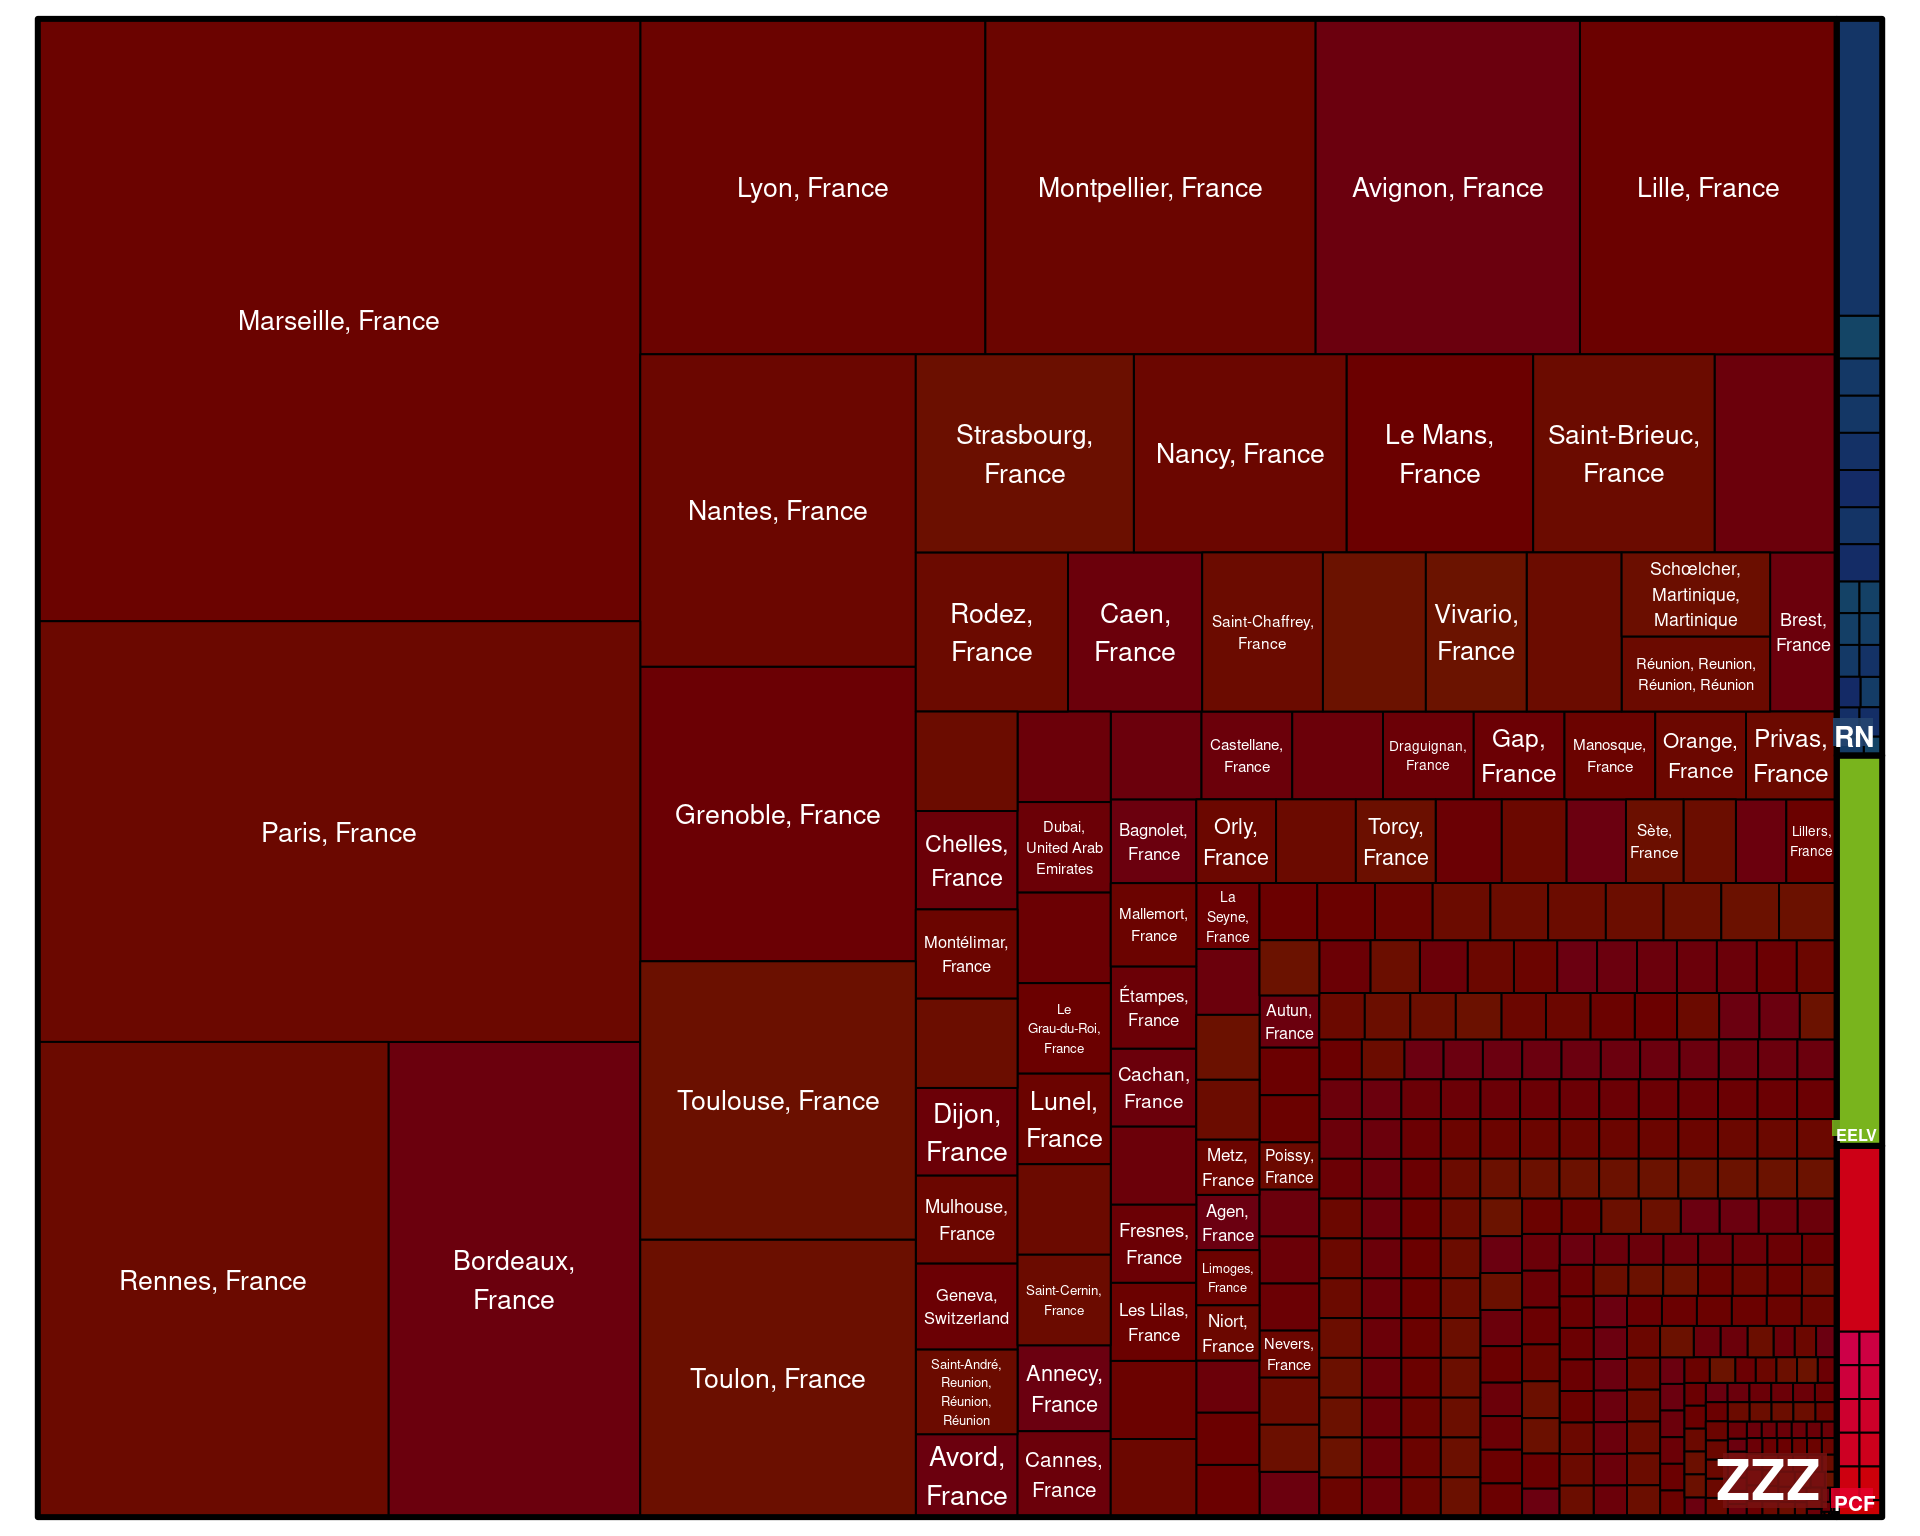 Marseille, France
Lyon, France
Montpellier, France
Avignon, France
Lille, France
Paris, France
Rennes, France
Bordeaux,
France
Nantes, France
Grenoble, France
Toulouse, France
Toulon, France
Strasbourg,
France
Nancy, France
Le Mans,
France
Saint-Brieuc,
France
Rodez,
France
Caen,
France
Saint-Chaffrey,
France
Vivario,
France
Schœlcher,
Martinique,
Martinique
Réunion, Reunion,
Réunion, Réunion
Brest,
France
Castellane,
France
Draguignan,
France
Gap,
France
Manosque,
France
Orange,
France
Privas,
France
Chelles,
France
Montélimar,
France
Dijon,
France
Mulhouse,
France
Geneva,
Switzerland
Saint-André,
Reunion,
Réunion,
Réunion
Avord,
France
Dubai,
United Arab
Emirates
Le
Grau-du-Roi,
France
Lunel,
France
Saint-Cernin,
France
Annecy,
France
Cannes,
France
Bagnolet,
France
Mallemort,
France
Étampes,
France
Cachan,
France
Fresnes,
France
Les Lilas,
France
Orly,
France
Torcy,
France
Sète,
France
Lillers,
France
La
Seyne,
France
Metz,
France
Agen,
France
Limoges,
France
Niort,
France
Autun,
France
Poissy,
France
Nevers,
France
ZZZ
RN
EELV
PCF